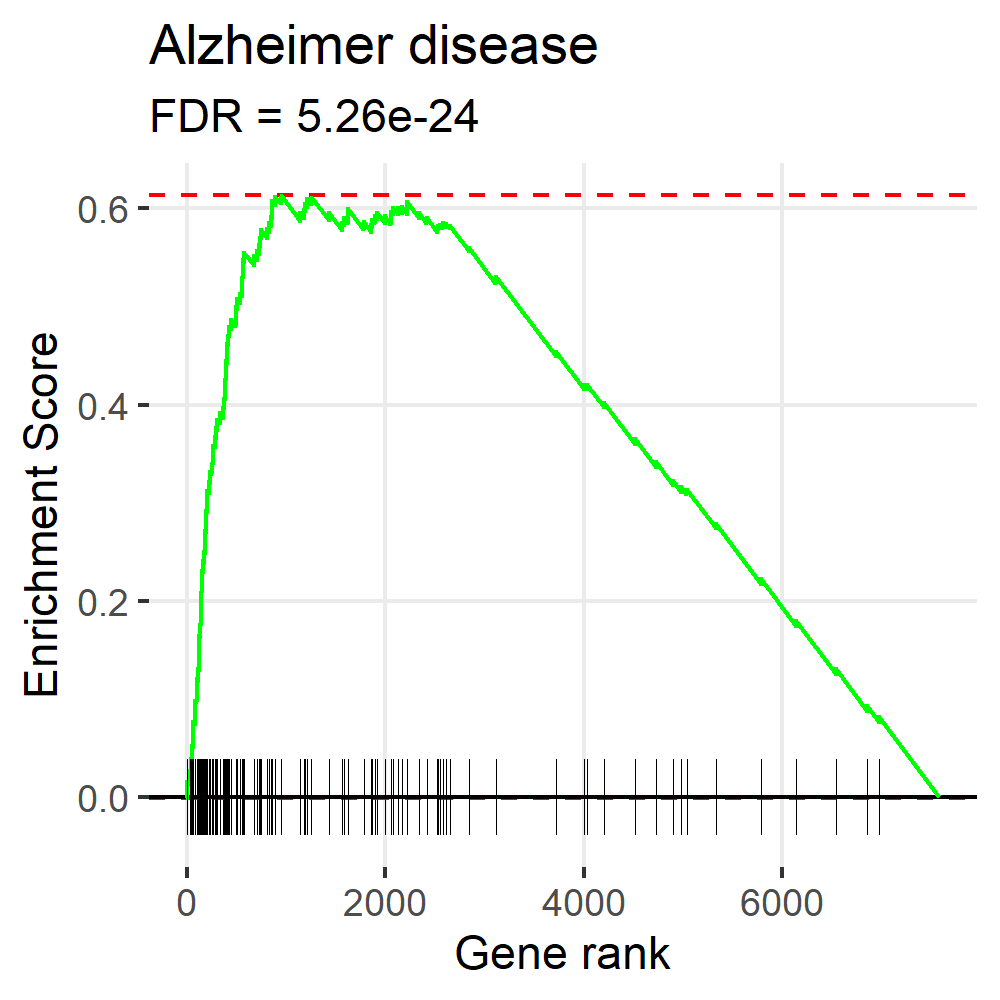 Alzheimer disease
FDR = 5.26e-24
Enrichment Score
0.6
0.4
0.2
0.0
0 2000 4000 6000
Gene rank